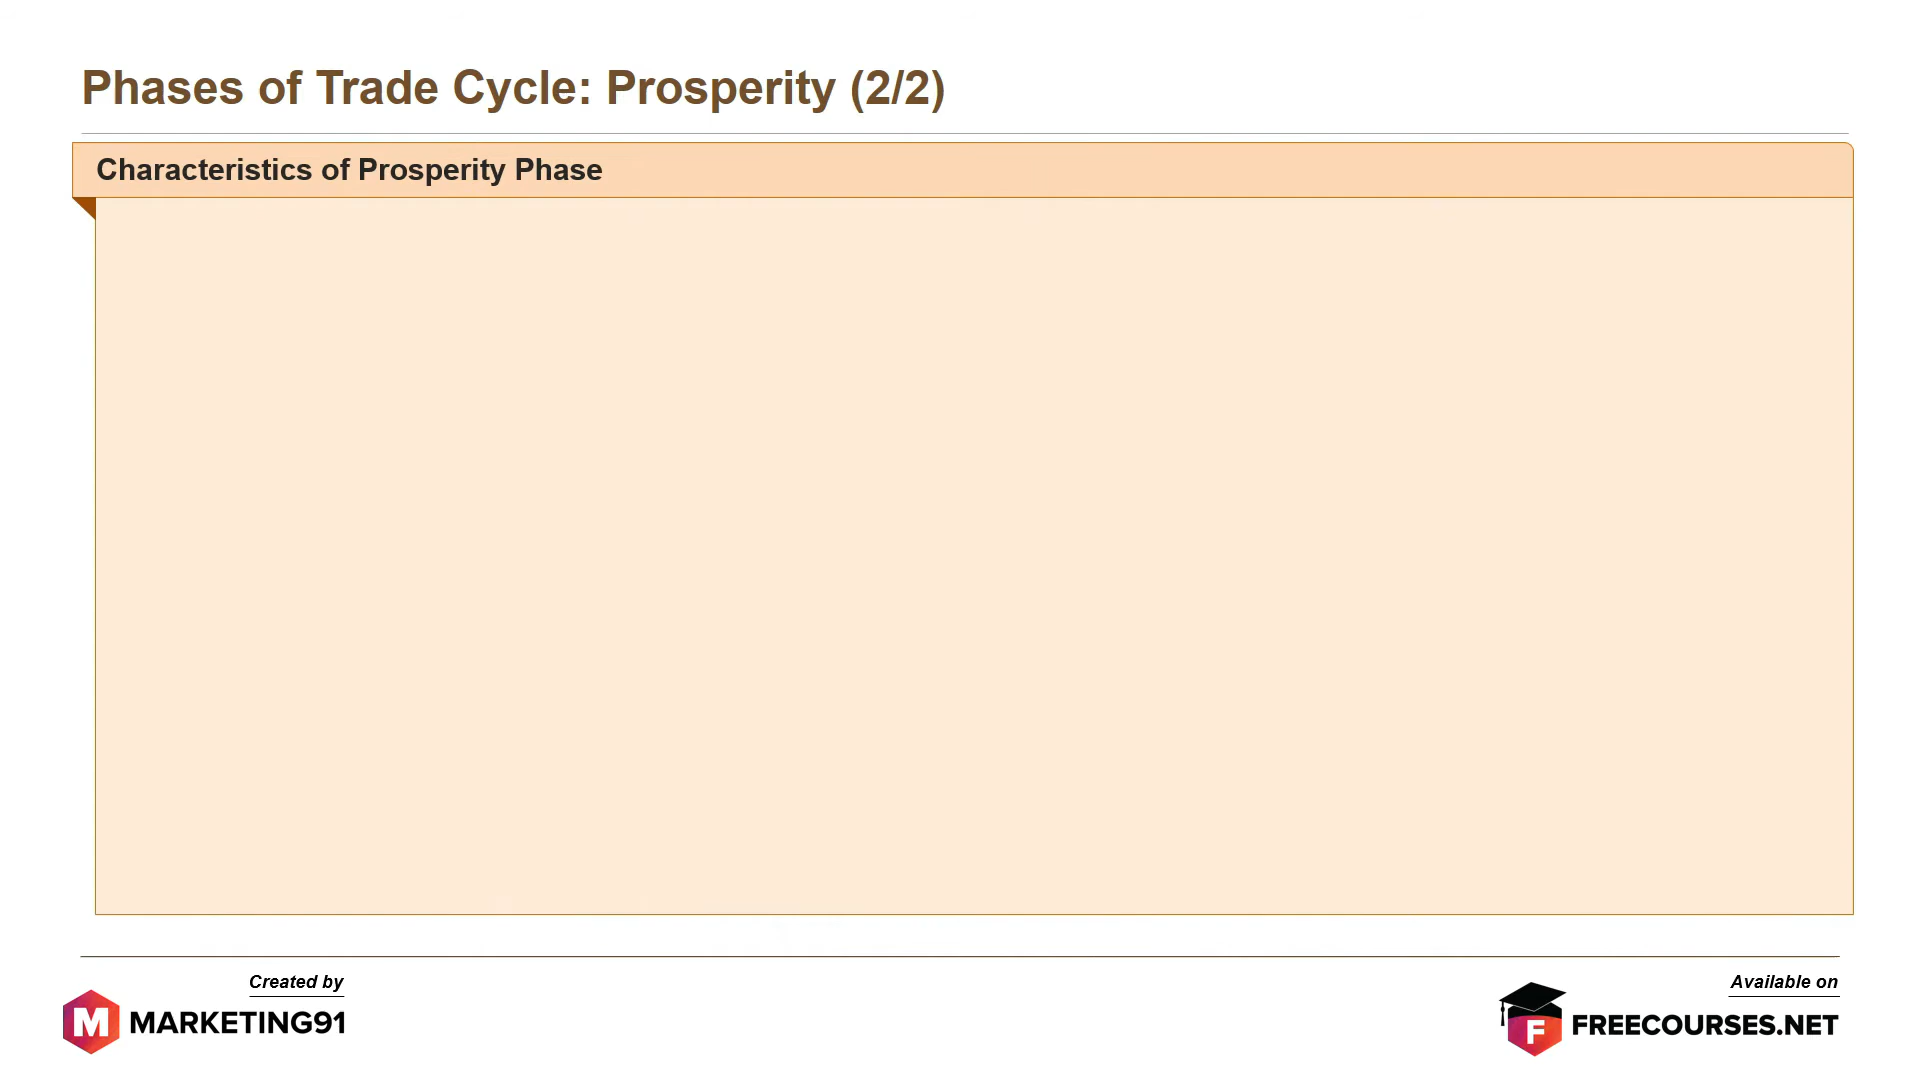 Phases of Trade Cycle: Prosperity (2/2)
Characteristics of Prosperity Phase
Created by
M MARKETING91
Available on
F FREECOURSES.NET